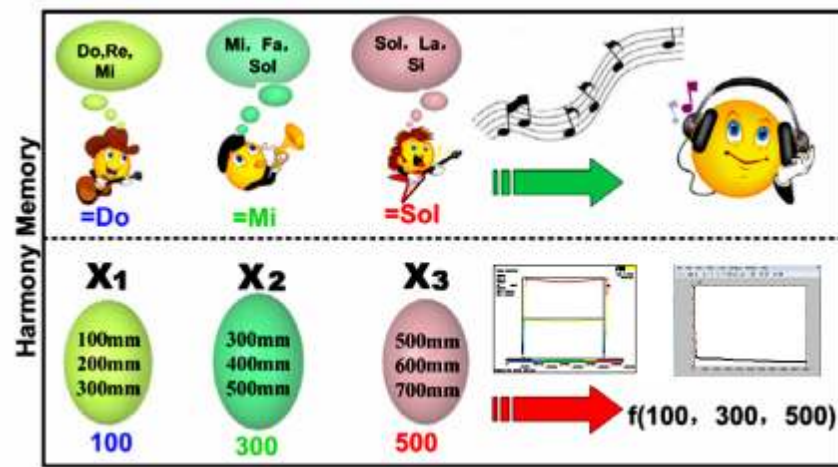 Harmony Memory
Do,Re,
Mi
Mi, Fa,
Sol
Sol, La,
Si
=Do
=Mi
=Sol
X₁
X₂
X₃
100mm
200mm
300mm
300mm
400mm
500mm
500mm
600mm
700mm
100
300
500
f(100, 300, 500)